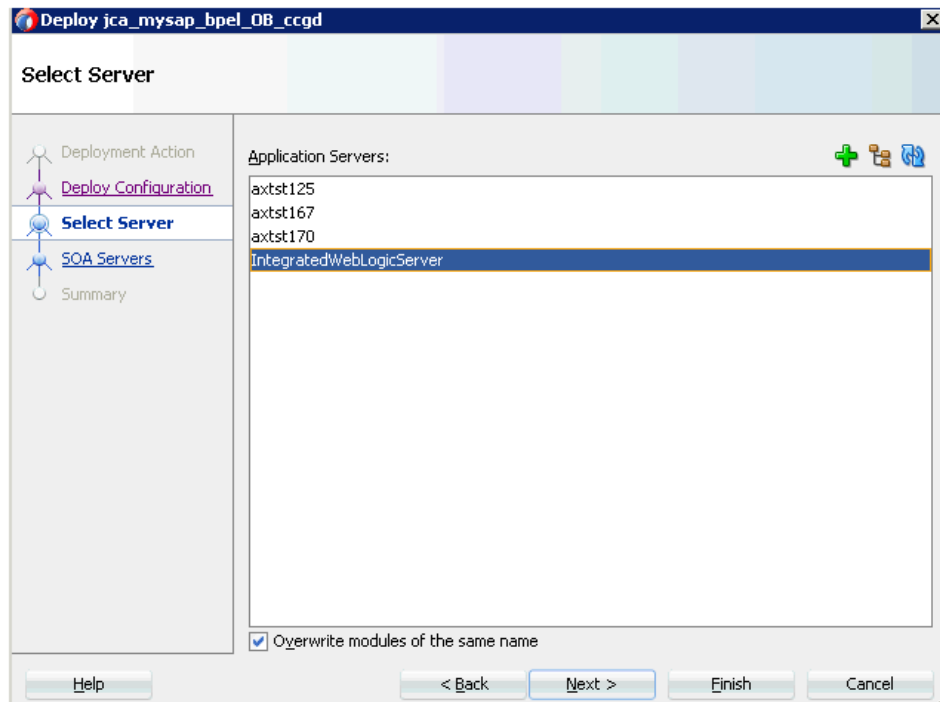 Deploy jca_mysap_bpel_OB_ccgd
Select Server
Deployment Action
Deploy Configuration
Select Server
SOA Servers
Summary
Application Servers:
axtst125
axtst167
axtst170
IntegratedWebLogicServer
Overwrite modules of the same name
Help
< Back
Next >
Finish
Cancel